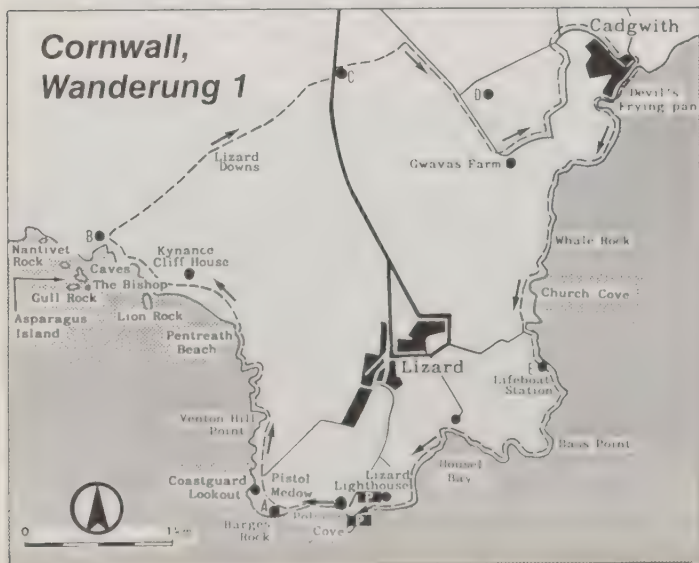 Cornwall,
Wanderung 1
Cadgwith
C
Devil's
Frying pan
D
Gwavas Farm
Lizard
Downs
B
Nantivet
Rock
Kynance
Cliff House
Caves
The Bishop
Gull Rock
Asparagus
Island
Lion Rock
Pentreath
Beach
Whale Rock
Church Cove
Lizard
E
Lifeboat
Station
Venton Hill
Point
Bass Point
Housel
Bay
Coastguard
Lookout
Pistol
Medow
Lizard
Lighthouse
P
A
Cove
P
Rock
0 1km